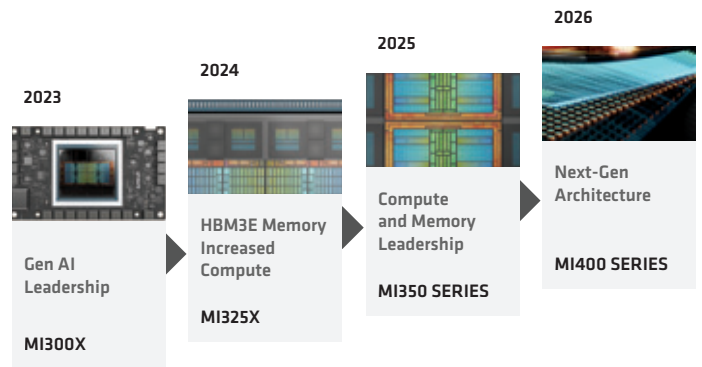 2023
Gen AI
Leadership
MI300X
2024
HBM3E Memory
Increased
Compute
MI325X
2025
Compute
and Memory
Leadership
MI350 SERIES
2026
Next-Gen
Architecture
MI400 SERIES